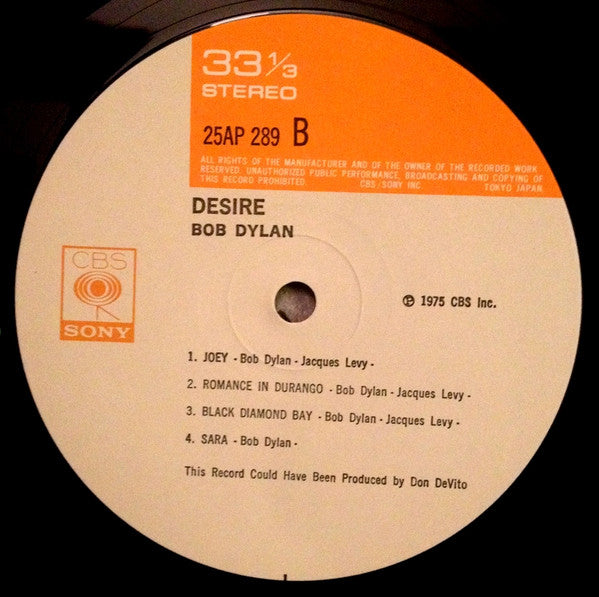 33 1/3
STEREO
25AP 289 B
ALL RIGHTS OF THE MANUFACTURER AND OF THE OWNER OF THE RECORDED WORK
RESERVED. UNAUTHORIZED PUBLIC PERFORMANCE, BROADCASTING AND COPYING OF
THIS RECORD PROHIBITED. CBS/SONY INC. TOKYO JAPAN
DESIRE
BOB DYLAN
CBS
SONY
℗ 1975 CBS Inc.
1. JOEY - Bob Dylan - Jacques Levy -
2. ROMANCE IN DURANGO - Bob Dylan - Jacques Levy -
3. BLACK DIAMOND BAY - Bob Dylan - Jacques Levy -
4. SARA - Bob Dylan -
This Record Could Have Been Produced by Don DeVito